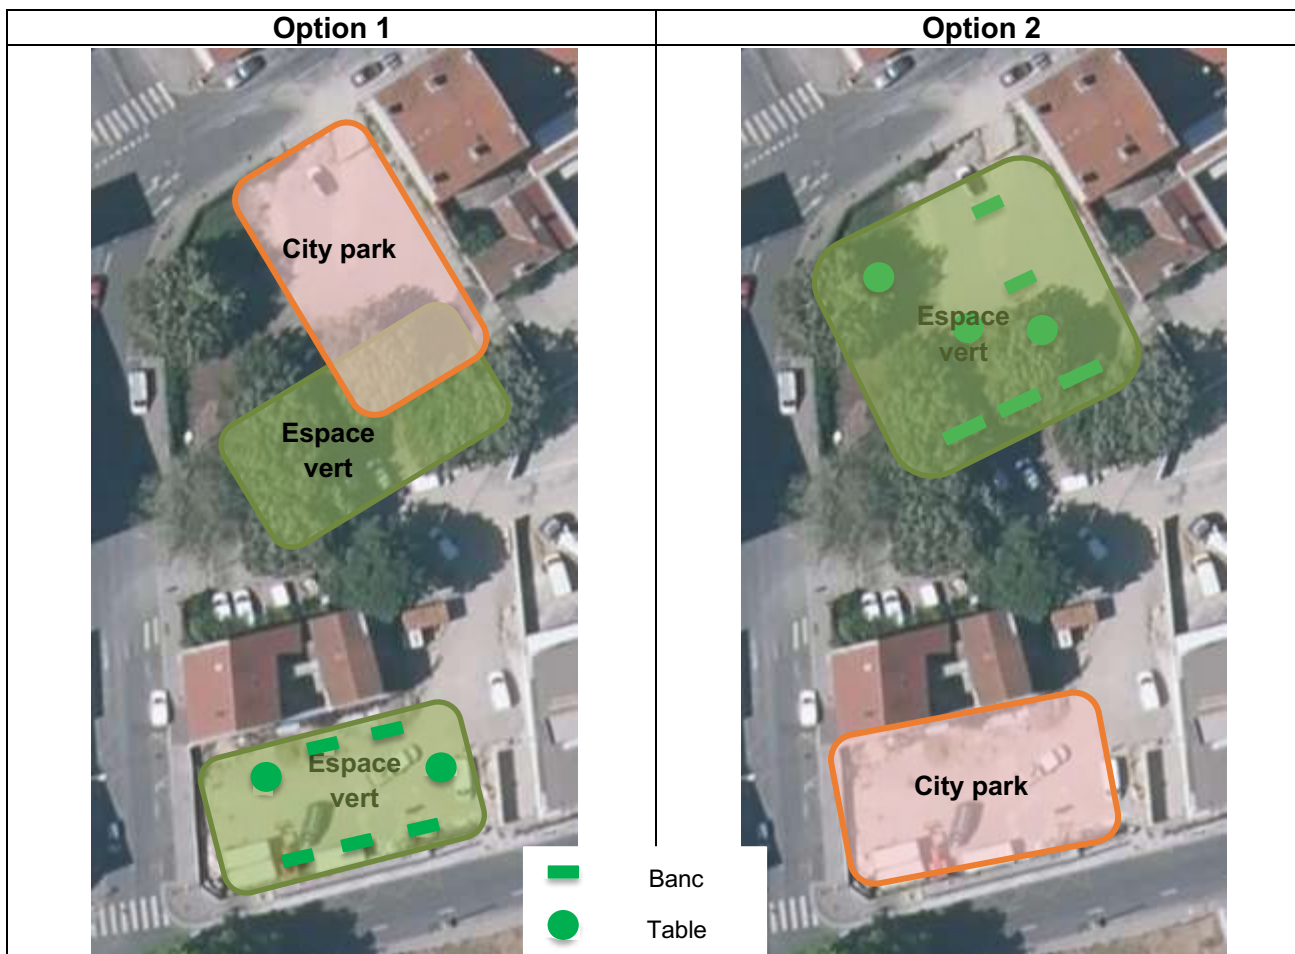 Option 1
Option 2
City park
Espace
vert
Espace
vert
Espace
vert
City park
Banc
Table